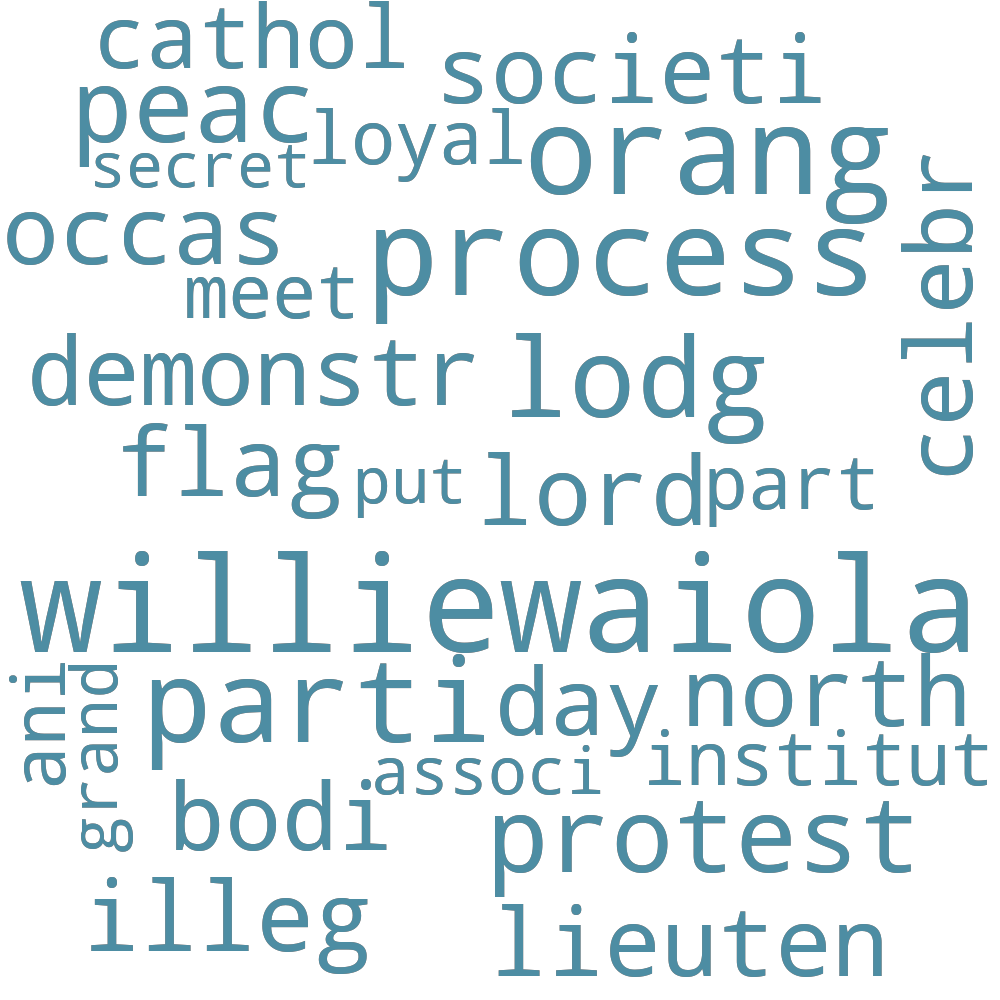 cathol
societi
peac
loyal
orang
secret
celebr
occas
process
meet
demonstr
lodg
flag
put
lord
part
williewaiola
ani
grand
parti
day
north
associ
institut
bodi
protest
illeg
lieuten